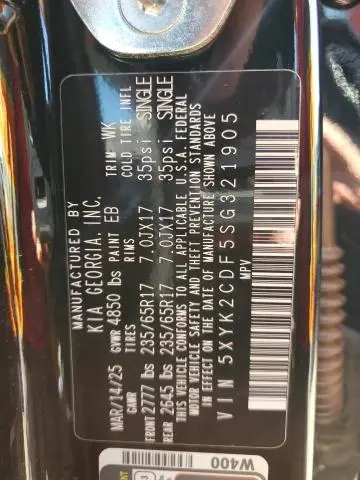 MANUFACTURED BY
KIA GEORGIA, INC.
MAR/14/25 GVWR 4850 lbs PAINT EB TRIM WK
GAWR TIRES RIMS COLD TIRE INFL
FRONT 2777 lbs 235/65R17 7.0JX17 35psi SINGLE
REAR 2645 lbs 235/65R17 7.0JX17 35psi SINGLE
THIS VEHICLE CONFORMS TO ALL APPLICABLE U.S.A. FEDERAL
MOTOR VEHICLE SAFETY AND THEFT PREVENTION STANDARDS
IN EFFECT ON THE DATE OF MANUFACTURE SHOWN ABOVE
VIN 5XYK2CDF5SG321905
MPV
W400